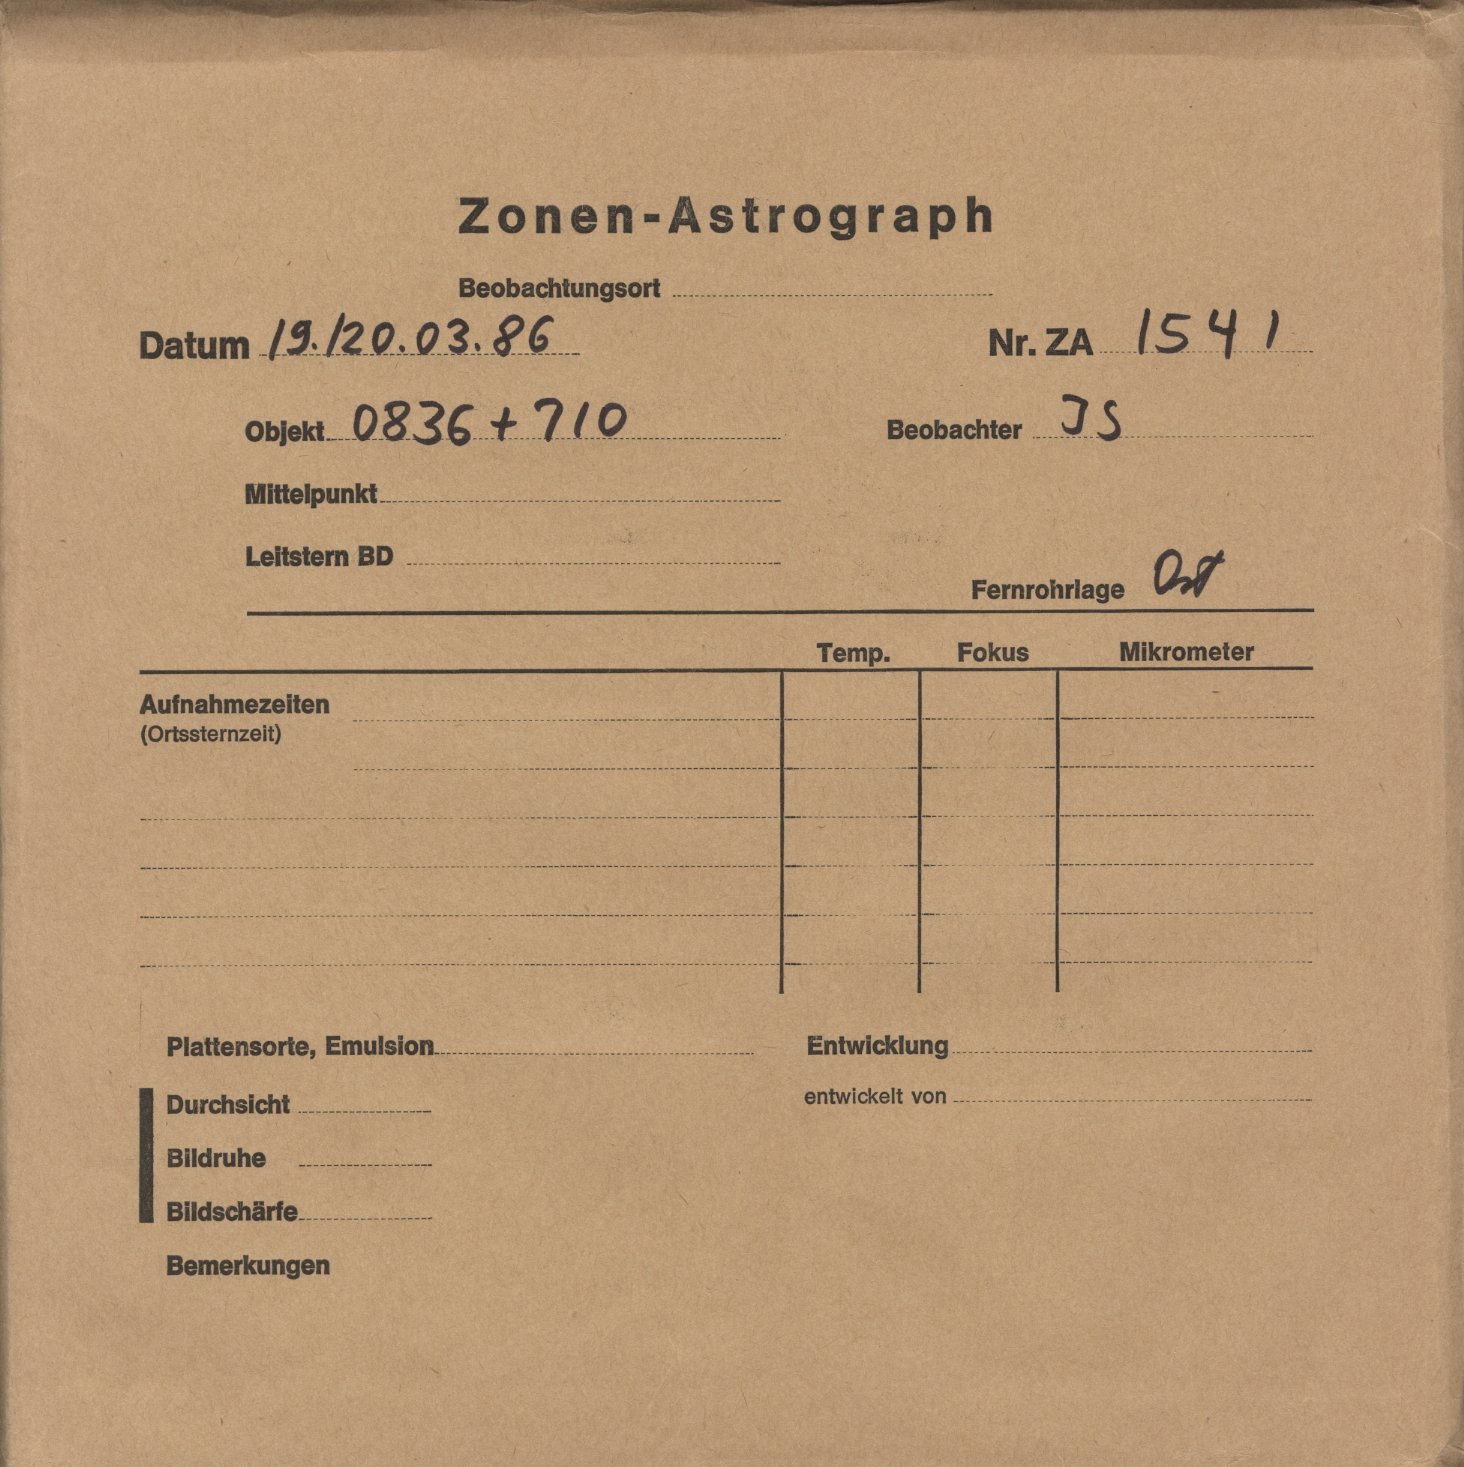 Zonen-Astrograph
Beobachtungsort
Datum 19./20.03.86 Nr. ZA 1541
Objekt 0836+710 Beobachter JS
Mittelpunkt
Leitstern BD
Fernrohrlage Ost
Temp. Fokus Mikrometer
Aufnahmezeiten
(Ortssternzeit)
Plattensorte, Emulsion Entwicklung
Durchsicht entwickelt von
Bildruhe
Bildschärfe
Bemerkungen